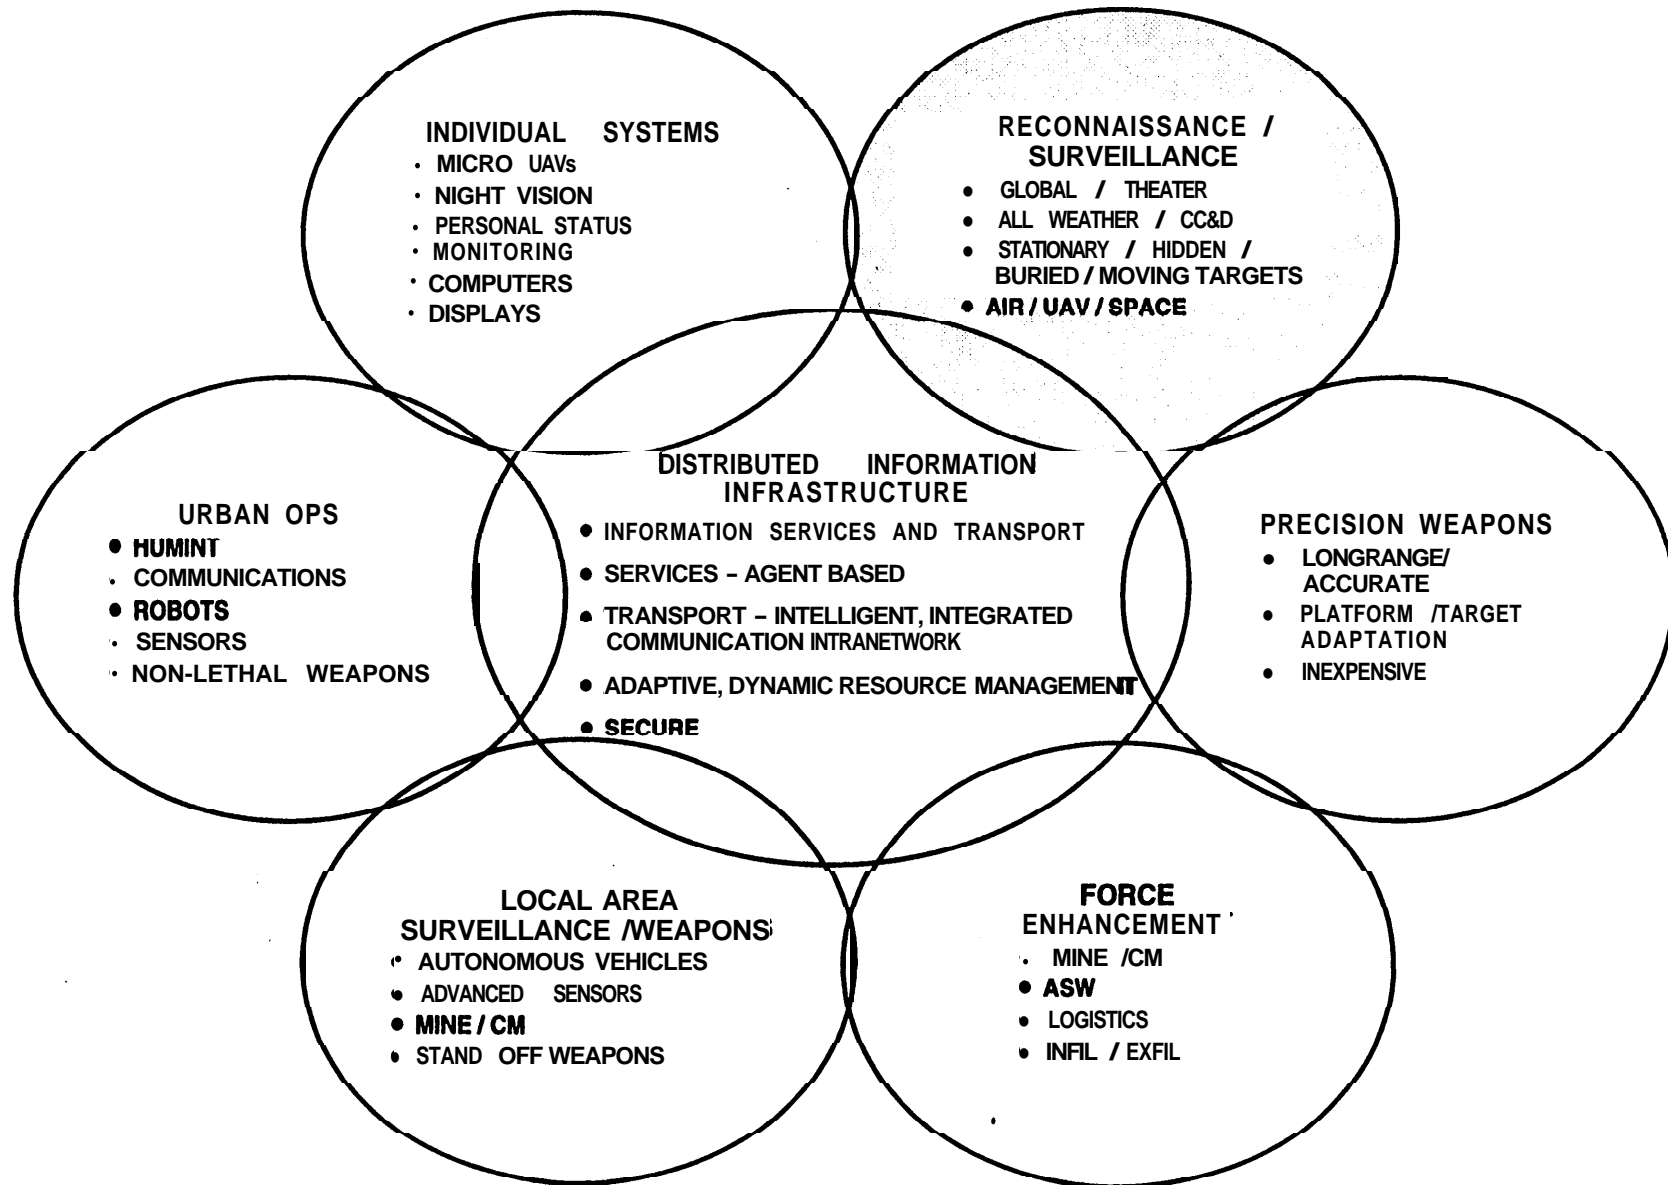 INDIVIDUAL SYSTEMS
· MICRO UAVs
· NIGHT VISION
· PERSONAL STATUS
· MONITORING
· COMPUTERS
· DISPLAYS
RECONNAISSANCE /
SURVEILLANCE
● GLOBAL / THEATER
● ALL WEATHER / CC&D
● STATIONARY / HIDDEN /
BURIED / MOVING TARGETS
● AIR / UAV / SPACE
URBAN OPS
● HUMINT
· COMMUNICATIONS
● ROBOTS
· SENSORS
· NON-LETHAL WEAPONS
DISTRIBUTED INFORMATION
INFRASTRUCTURE
● INFORMATION SERVICES AND TRANSPORT
● SERVICES – AGENT BASED
● TRANSPORT – INTELLIGENT, INTEGRATED
COMMUNICATION INTRANETWORK
● ADAPTIVE, DYNAMIC RESOURCE MANAGEMENT
● SECURE
PRECISION WEAPONS
● LONGRANGE/
ACCURATE
● PLATFORM /TARGET
ADAPTATION
● INEXPENSIVE
LOCAL AREA
SURVEILLANCE /WEAPONS
● AUTONOMOUS VEHICLES
● ADVANCED SENSORS
● MINE / CM
● STAND OFF WEAPONS
FORCE
ENHANCEMENT
· MINE /CM
● ASW
● LOGISTICS
● INFIL / EXFIL